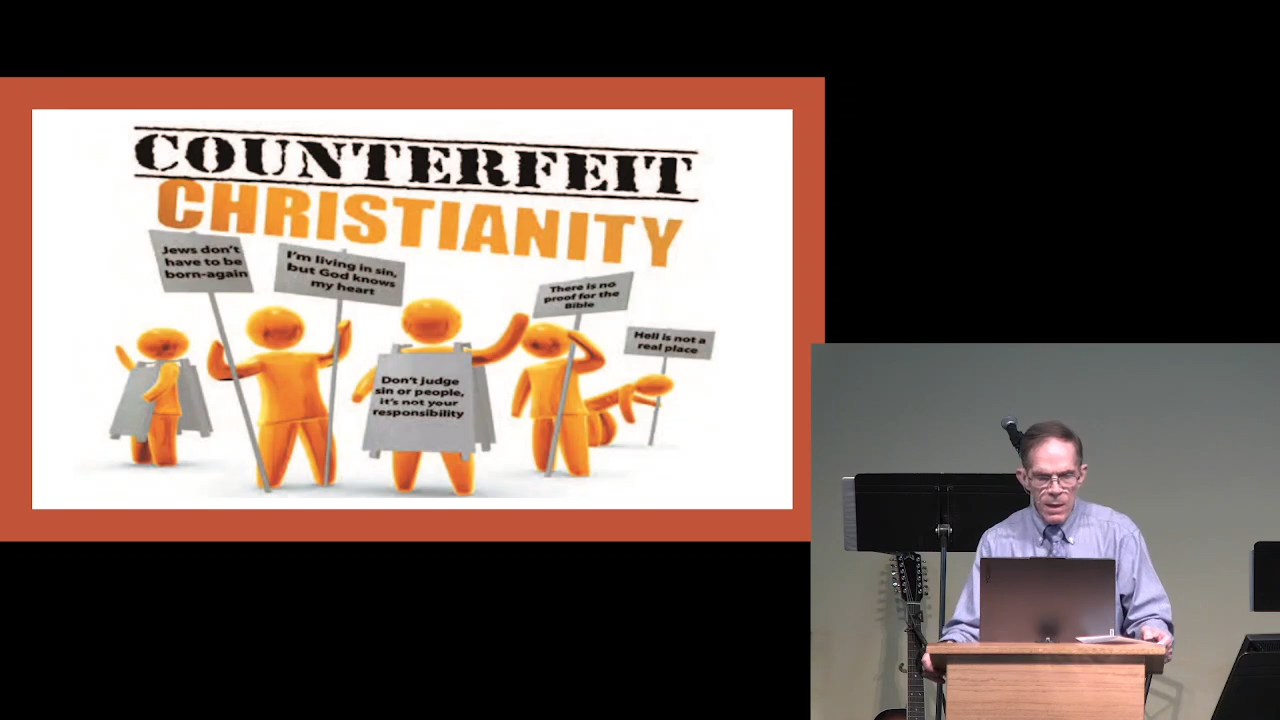 COUNTERFEIT
CHRISTIANITY
Jews don't
have to be
born-again
I'm living in sin,
but God knows
my heart
Don't judge
sin or people,
it's not your
responsibility
There is no
proof for the
Bible
Hell is not a
real place